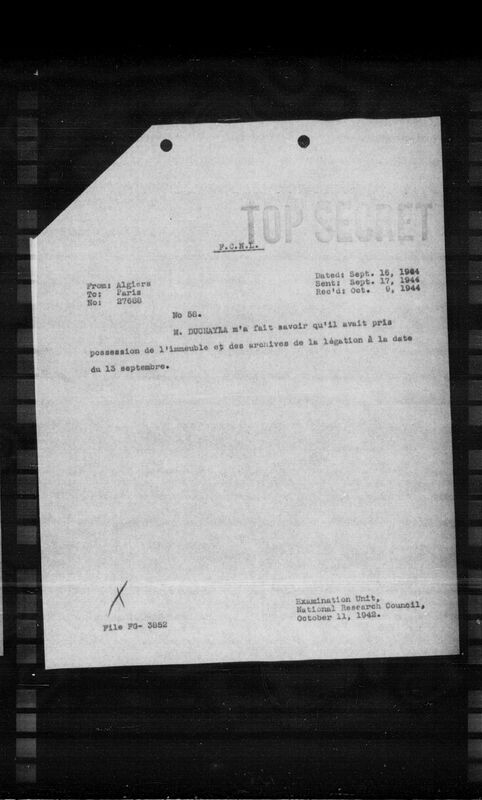 TOP SECRET
F.C.N.L.
From: Algiers
To: Paris
No: 27688
Dated: Sept. 16, 1984
Sent: Sept. 17, 1944
Rec'd: Oct. 9, 1944
No 58.
M. DUCHAYLA m'a fait savoir qu'il avait pris
possession de l'immeuble et des archives de la légation à la date
du 13 septembre.
X
File FG- 3852
Examination Unit,
National Research Council,
October 11, 1942.